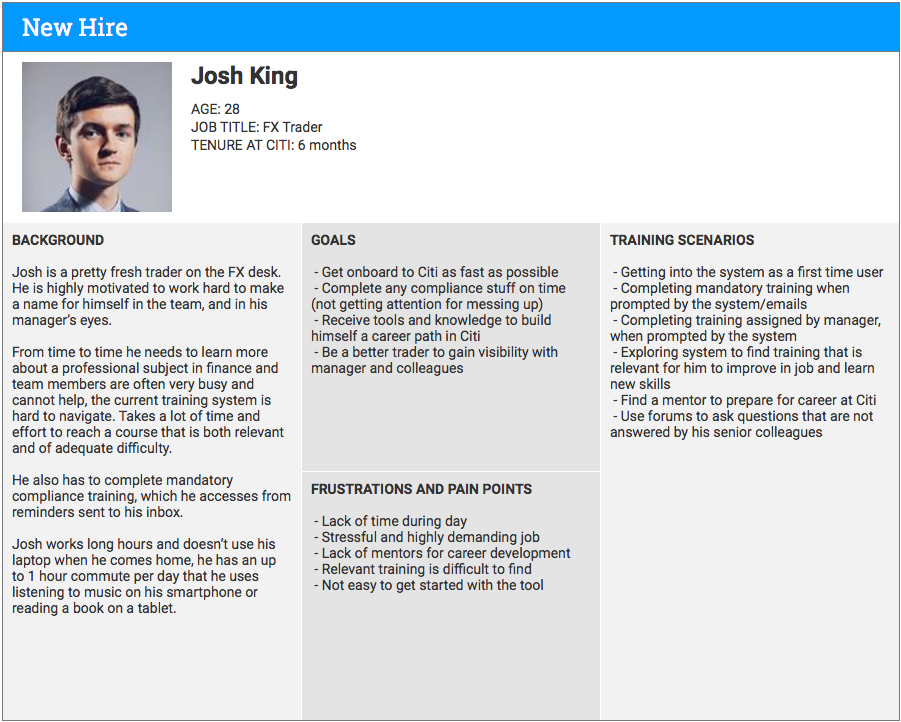 New Hire
Josh King
AGE: 28
JOB TITLE: FX Trader
TENURE AT CITI: 6 months
BACKGROUND
Josh is a pretty fresh trader on the FX desk.
He is highly motivated to work hard to make
a name for himself in the team, and in his
manager’s eyes.
From time to time he needs to learn more
about a professional subject in finance and
team members are often very busy and
cannot help, the current training system is
hard to navigate. Takes a lot of time and
effort to reach a course that is both relevant
and of adequate difficulty.
He also has to complete mandatory
compliance training, which he accesses from
reminders sent to his inbox.
Josh works long hours and doesn’t use his
laptop when he comes home, he has an up
to 1 hour commute per day that he uses
listening to music on his smartphone or
reading a book on a tablet.
GOALS
- Get onboard to Citi as fast as possible
- Complete any compliance stuff on time
(not getting attention for messing up)
- Receive tools and knowledge to build
himself a career path in Citi
- Be a better trader to gain visibility with
manager and colleagues
FRUSTRATIONS AND PAIN POINTS
- Lack of time during day
- Stressful and highly demanding job
- Lack of mentors for career development
- Relevant training is difficult to find
- Not easy to get started with the tool
TRAINING SCENARIOS
- Getting into the system as a first time user
- Completing mandatory training when
prompted by the system/emails
- Completing training assigned by manager,
when prompted by the system
- Exploring system to find training that is
relevant for him to improve in job and learn
new skills
- Find a mentor to prepare for career at Citi
- Use forums to ask questions that are not
answered by his senior colleagues